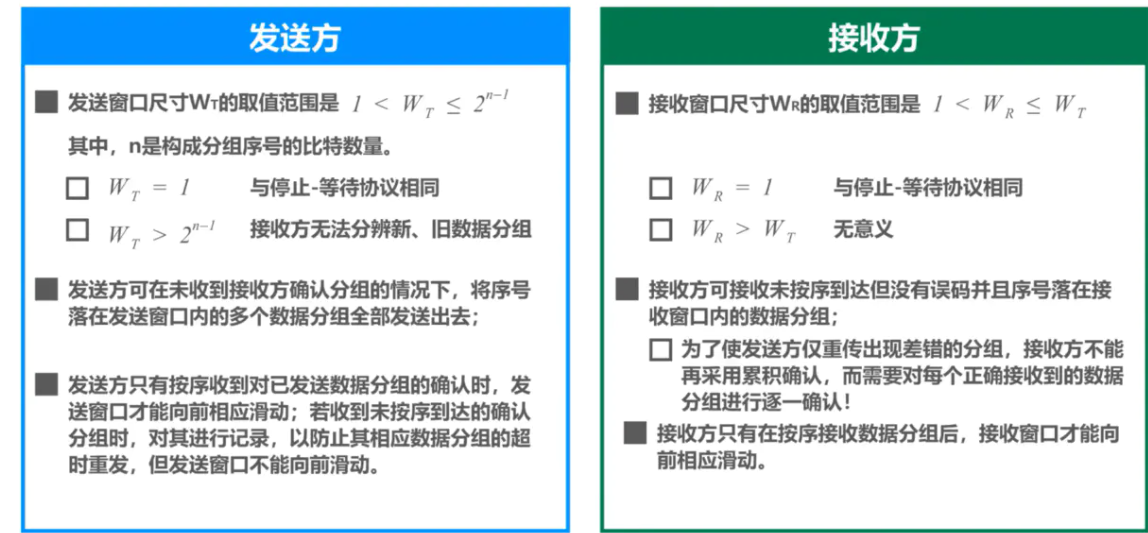 发送方
发送窗口尺寸WT的取值范围是 1 < W_T ≤ 2^{n-1}
其中，n是构成分组序号的比特数量。
W_T = 1 与停止-等待协议相同
W_T > 2^{n-1} 接收方无法分辨新、旧数据分组
发送方可在未收到接收方确认分组的情况下，将序号
落在发送窗口内的多个数据分组全部发送出去；
发送方只有按序收到对已发送数据分组的确认时，发
送窗口才能向前相应滑动；若收到未按序到达的确认
分组时，对其进行记录，以防止其相应数据分组的超
时重发，但发送窗口不能向前滑动。
接收方
接收窗口尺寸WR的取值范围是 1 < W_R ≤ W_T
W_R = 1 与停止-等待协议相同
W_R > W_T 无意义
接收方可接收未按序到达但没有误码并且序号落在接
收窗口内的数据分组；
为了使发送方仅重传出现差错的分组，接收方不能
再采用累积确认，而需要对每个正确接收到的数据
分组进行逐一确认！
接收方只有在按序接收数据分组后，接收窗口才能向
前相应滑动。